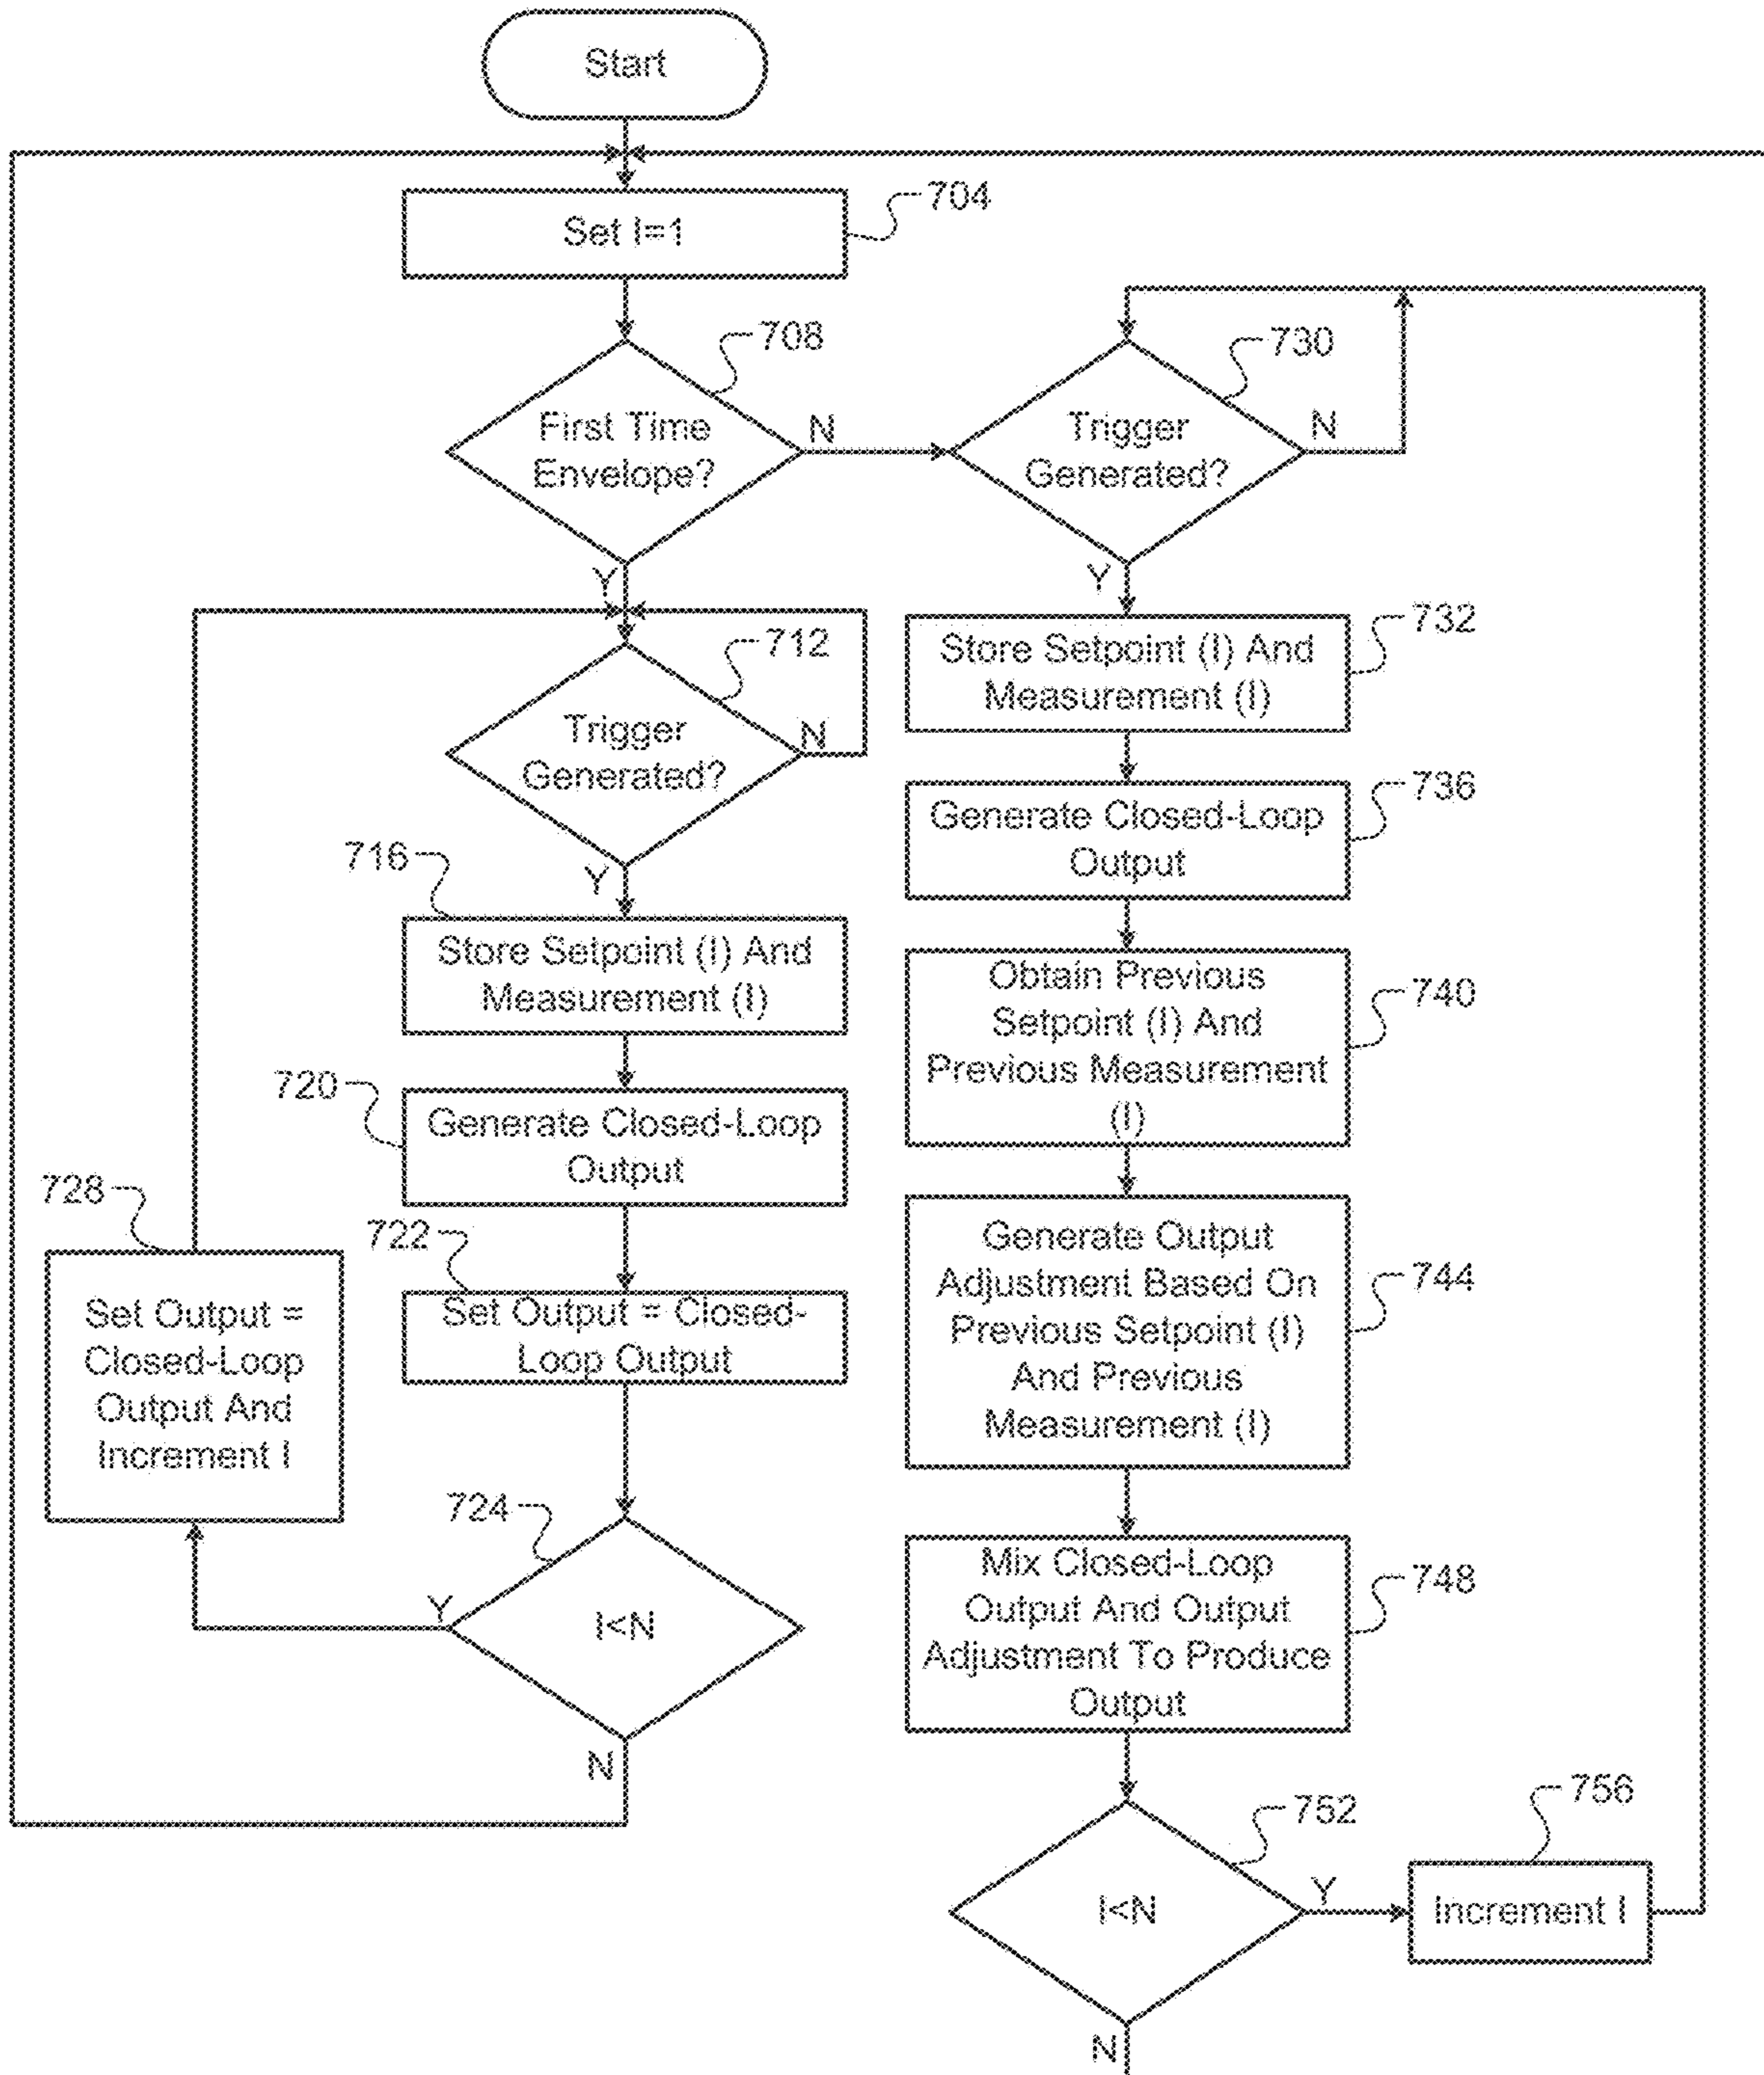 Start
Set I=1
704
First Time
Envelope?
708
N
Y
Trigger
Generated?
712
N
Y
716
Store Setpoint (I) And
Measurement (I)
720
Generate Closed-Loop
Output
722
Set Output = Closed-
Loop Output
724
I<N
Y
N
728
Set Output =
Closed-Loop
Output And
Increment I
Trigger
Generated?
730
N
Y
Store Setpoint (I) And
Measurement (I)
732
Generate Closed-Loop
Output
736
Obtain Previous
Setpoint (I) And
Previous Measurement
(I)
740
Generate Output
Adjustment Based On
Previous Setpoint (I)
And Previous
Measurement (I)
744
Mix Closed-Loop
Output And Output
Adjustment To Produce
Output
748
I<N
752
Y
N
756
Increment I